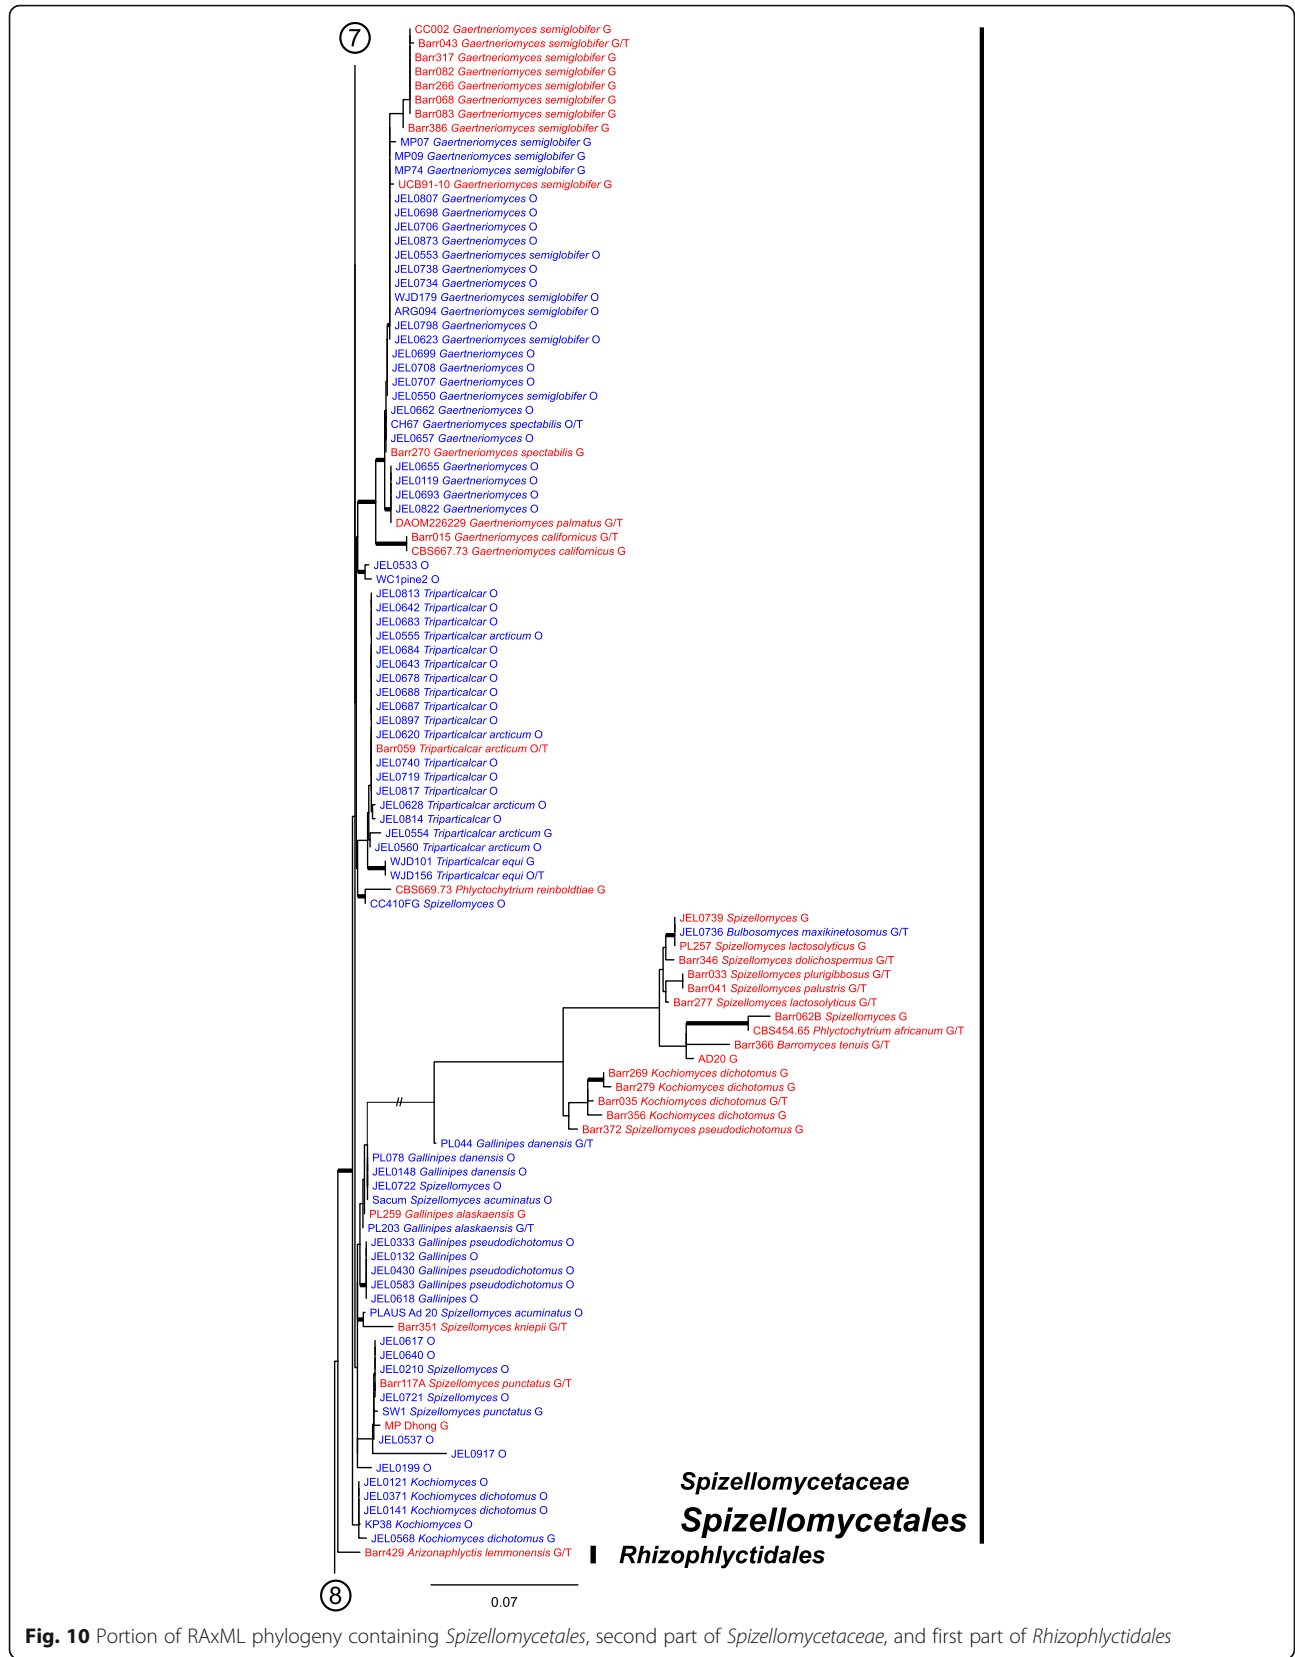 7
CC002 Gaertneriomyces semiglobifer G
Barr043 Gaertneriomyces semiglobifer G/T
Barr317 Gaertneriomyces semiglobifer G
Barr082 Gaertneriomyces semiglobifer G
Barr266 Gaertneriomyces semiglobifer G
Barr068 Gaertneriomyces semiglobifer G
Barr083 Gaertneriomyces semiglobifer G
Barr386 Gaertneriomyces semiglobifer G
MP07 Gaertneriomyces semiglobifer G
MP09 Gaertneriomyces semiglobifer G
MP74 Gaertneriomyces semiglobifer G
UCB91-10 Gaertneriomyces semiglobifer G
JEL0807 Gaertneriomyces O
JEL0698 Gaertneriomyces O
JEL0706 Gaertneriomyces O
JEL0873 Gaertneriomyces O
JEL0553 Gaertneriomyces semiglobifer O
JEL0738 Gaertneriomyces O
JEL0734 Gaertneriomyces O
WJD179 Gaertneriomyces semiglobifer O
ARG094 Gaertneriomyces semiglobifer O
JEL0798 Gaertneriomyces O
JEL0623 Gaertneriomyces semiglobifer O
JEL0699 Gaertneriomyces O
JEL0708 Gaertneriomyces O
JEL0707 Gaertneriomyces O
JEL0550 Gaertneriomyces semiglobifer O
JEL0662 Gaertneriomyces O
CH67 Gaertneriomyces spectabilis O/T
JEL0657 Gaertneriomyces O
Barr270 Gaertneriomyces spectabilis G
JEL0655 Gaertneriomyces O
JEL0119 Gaertneriomyces O
JEL0693 Gaertneriomyces O
JEL0822 Gaertneriomyces O
DAOM226229 Gaertneriomyces palmatus G/T
Barr015 Gaertneriomyces californicus G/T
CBS667.73 Gaertneriomyces californicus G
JEL0533 O
WC1pine2 O
JEL0813 Triparticalcar O
JEL0642 Triparticalcar O
JEL0683 Triparticalcar O
JEL0555 Triparticalcar arcticum O
JEL0684 Triparticalcar O
JEL0643 Triparticalcar O
JEL0678 Triparticalcar O
JEL0688 Triparticalcar O
JEL0687 Triparticalcar O
JEL0897 Triparticalcar O
JEL0620 Triparticalcar arcticum O
Barr059 Triparticalcar arcticum O/T
JEL0740 Triparticalcar O
JEL0719 Triparticalcar O
JEL0817 Triparticalcar O
JEL0628 Triparticalcar arcticum O
JEL0814 Triparticalcar O
JEL0554 Triparticalcar arcticum G
JEL0560 Triparticalcar arcticum O
WJD101 Triparticalcar equi G
WJD156 Triparticalcar equi O/T
CBS669.73 Phlyctochytrium reinboldtiae G
CC410FG Spizellomyces O
JEL0739 Spizellomyces G
JEL0736 Bulbosomyces maxikinetosomus G/T
PL257 Spizellomyces lactosolyticus G
Barr346 Spizellomyces dolichospermus G/T
Barr033 Spizellomyces plurigibbosus G/T
Barr041 Spizellomyces palustris G/T
Barr277 Spizellomyces lactosolyticus G/T
Barr062B Spizellomyces G
CBS454.65 Phlyctochytrium africanum G/T
Barr366 Barromyces tenuis G/T
AD20 G
Barr269 Kochiomyces dichotomus G
Barr279 Kochiomyces dichotomus G
Barr035 Kochiomyces dichotomus G/T
Barr356 Kochiomyces dichotomus G
Barr372 Spizellomyces pseudodichotomus G
//
PL044 Gallinipes danensis G/T
PL078 Gallinipes danensis O
JEL0148 Gallinipes danensis O
JEL0722 Spizellomyces O
Sacum Spizellomyces acuminatus O
PL259 Gallinipes alaskaensis G
PL203 Gallinipes alaskaensis G/T
JEL0333 Gallinipes pseudodichotomus O
JEL0132 Gallinipes O
JEL0430 Gallinipes pseudodichotomus O
JEL0583 Gallinipes pseudodichotomus O
JEL0618 Gallinipes O
PLAUS Ad 20 Spizellomyces acuminatus O
Barr351 Spizellomyces kniepii G/T
JEL0617 O
JEL0640 O
JEL0210 Spizellomyces O
Barr117A Spizellomyces punctatus G/T
JEL0721 Spizellomyces O
SW1 Spizellomyces punctatus G
MP Dhong G
JEL0537 O
JEL0917 O
JEL0199 O
JEL0121 Kochiomyces O
JEL0371 Kochiomyces dichotomus O
JEL0141 Kochiomyces dichotomus O
KP38 Kochiomyces O
JEL0568 Kochiomyces dichotomus G
Barr429 Arizonaphlyctis lemmonensis G/T
Spizellomycetaceae
Spizellomycetales
Rhizophlyctidales
8
0.07
Fig. 10 Portion of RAxML phylogeny containing Spizellomycetales, second part of Spizellomycetaceae, and first part of Rhizophlyctidales